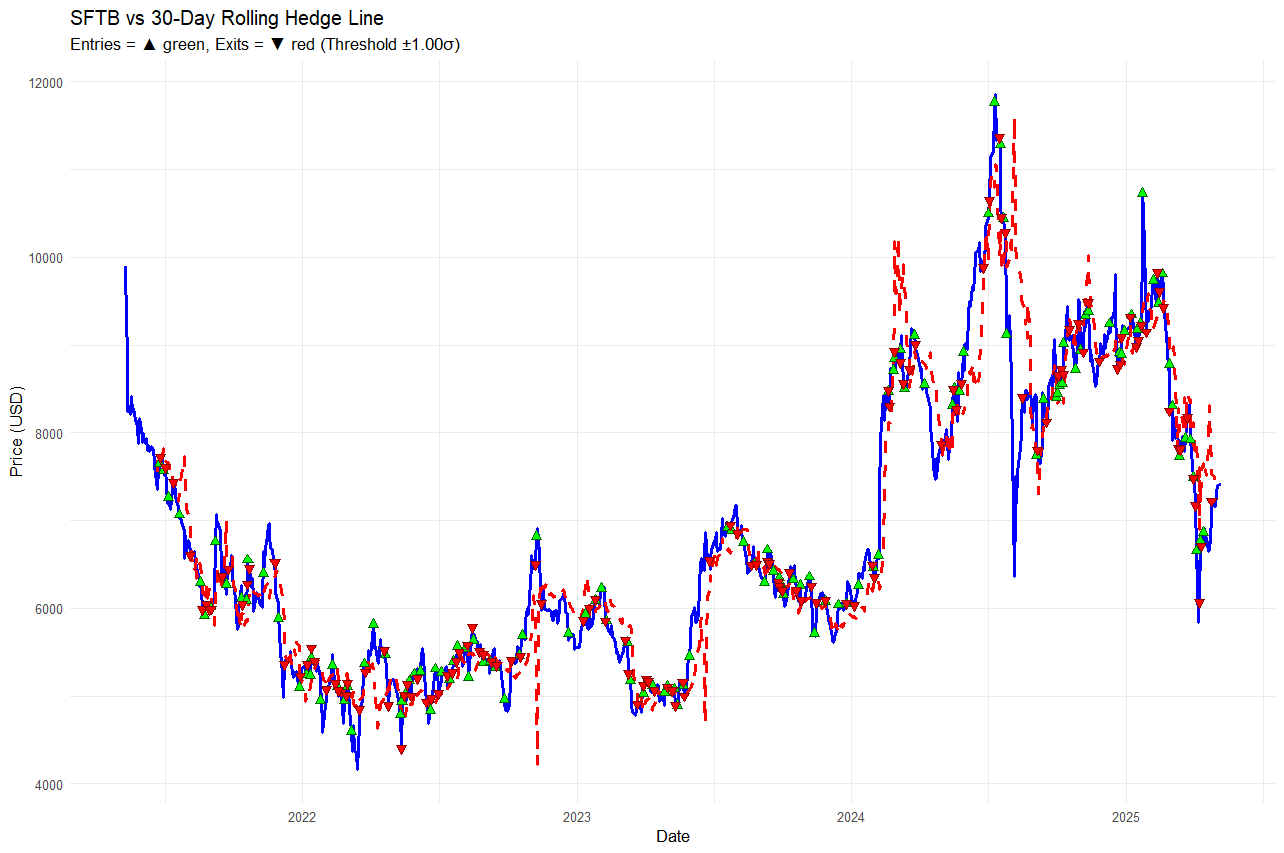 SFTB vs 30-Day Rolling Hedge Line
Entries = ▲ green, Exits = ▼ red (Threshold ±1.00σ)
12000
10000
8000
6000
4000
Price (USD)
2022 2023 2024 2025
Date